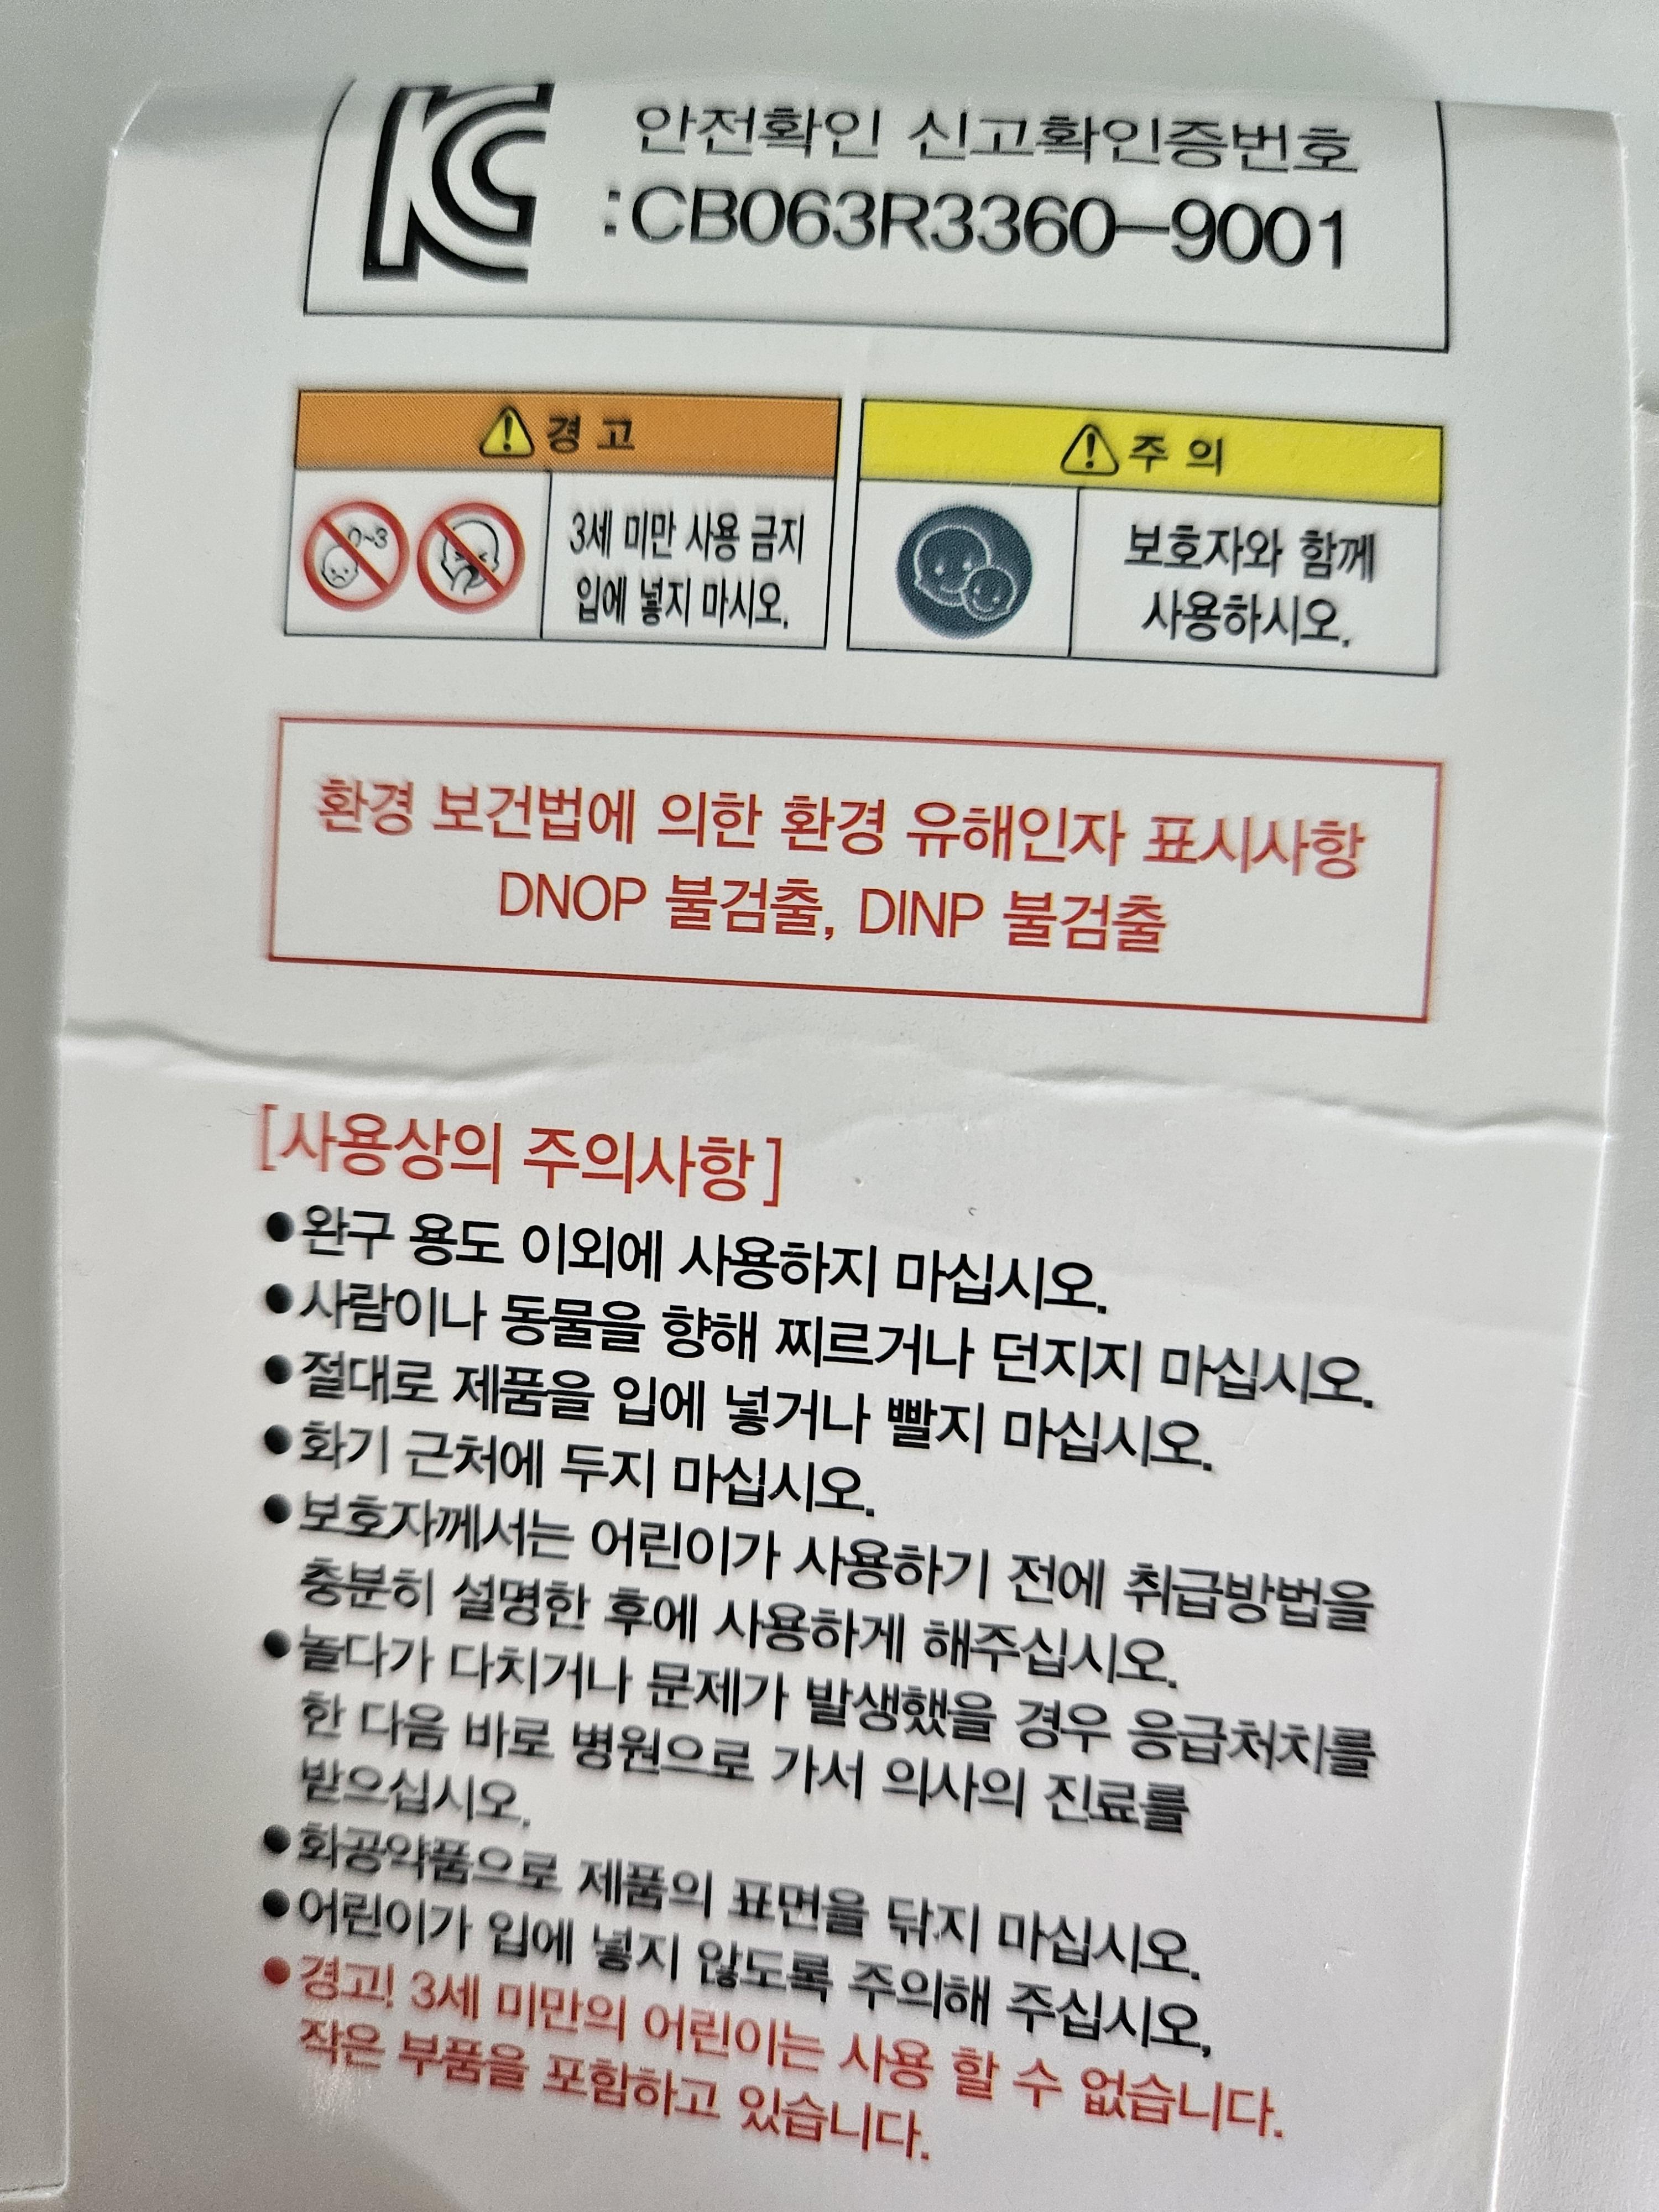 KC
안전확인 신고확인증번호
:CB063R3360-9001
⚠ 경 고
0~3
3세 미만 사용 금지
입에 넣지 마시오.
⚠ 주 의
보호자와 함께
사용하시오.
환경 보건법에 의한 환경 유해인자 표시사항
DNOP 불검출, DINP 불검출
[사용상의 주의사항]
●완구 용도 이외에 사용하지 마십시오.
●사람이나 동물을 향해 찌르거나 던지지 마십시오.
●절대로 제품을 입에 넣거나 빨지 마십시오.
●화기 근처에 두지 마십시오.
●보호자께서는 어린이가 사용하기 전에 취급방법을
충분히 설명한 후에 사용하게 해주십시오.
●놀다가 다치거나 문제가 발생했을 경우 응급처치를
한 다음 바로 병원으로 가서 의사의 진료를
받으십시오.
●화공약품으로 제품의 표면을 닦지 마십시오.
●어린이가 입에 넣지 않도록 주의해 주십시오,
●경고! 3세 미만의 어린이는 사용 할 수 없습니다.
작은 부품을 포함하고 있습니다.